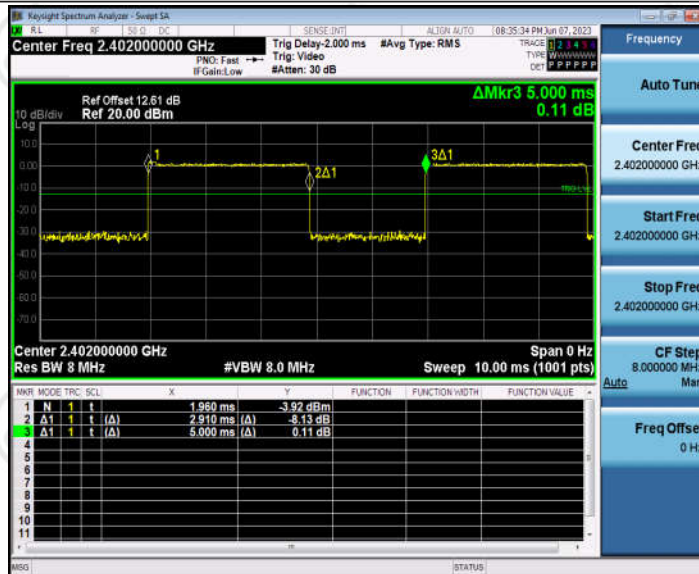 Keysight Spectrum Analyzer - Swept SA
RL RF 50 Ω DC SENSE:INT ALIGN AUTO 08:35:34 PM Jun 07, 2023
Center Freq 2.402000000 GHz
PNO: Fast
IFGain:Low
Trig Delay-2.000 ms
Trig: Video
#Atten: 30 dB
#Avg Type: RMS
TRACE 1 2 3 4 5 6
TYPE WWWWWW
DET P P P P P P
Frequency
Ref Offset 12.61 dB
Ref 20.00 dBm
10 dB/div
Log
ΔMkr3 5.000 ms
0.11 dB
10.0
0.00
-10.0
-20.0
-30.0
-40.0
-50.0
-60.0
-70.0
1
2Δ1
3Δ1
TRIG LVL
Center 2.402000000 GHz
Span 0 Hz
Res BW 8 MHz
#VBW 8.0 MHz
Sweep 10.00 ms (1001 pts)
MKR MODE TRC SCL X Y FUNCTION FUNCTION WIDTH FUNCTION VALUE
1 N 1 t 1.960 ms -3.92 dBm
2 Δ1 1 t (Δ) 2.910 ms (Δ) -8.13 dB
3 Δ1 1 t (Δ) 5.000 ms (Δ) 0.11 dB
4
5
6
7
8
9
10
11
MSG
STATUS
Auto Tune
Center Freq
2.402000000 GHz
Start Freq
2.402000000 GHz
Stop Freq
2.402000000 GHz
CF Step
8.000000 MHz
Auto Man
Freq Offset
0 Hz